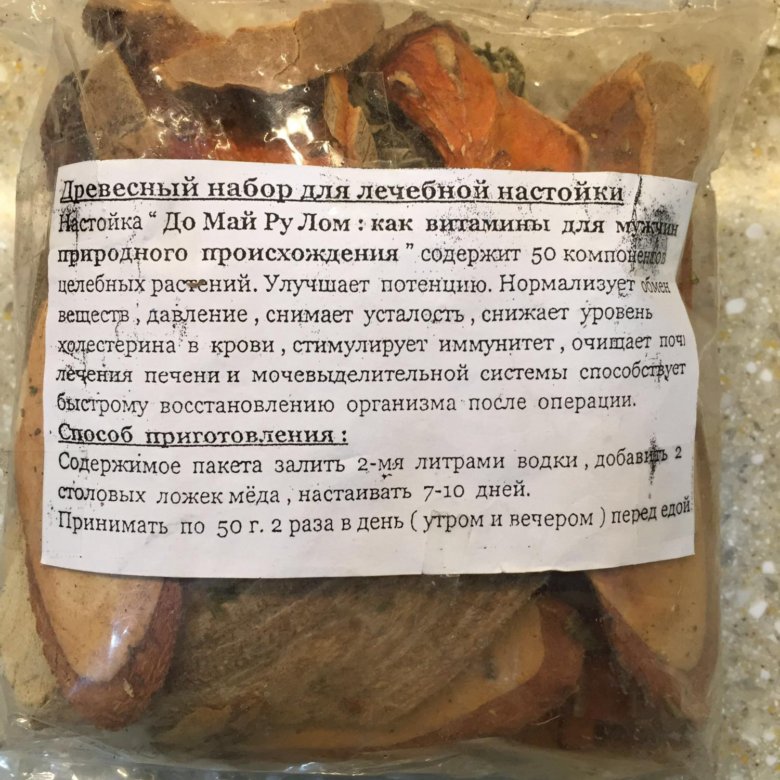 Древесный набор для лечебной настойки
Настойка “ До Май Ру Лом : как витамины для мужчин
природного происхождения ” содержит 50 компонентов
целебных растений. Улучшает потенцию. Нормализует обмен
веществ , давление , снимает усталость , снижает уровень
холестерина в крови , стимулирует иммунитет , очищает
лечения печени и мочевыделительной системы способствует
быстрому восстановлению организма после операции.
Способ приготовления :
Содержимое пакета залить 2-мя литрами водки , добавить 2
столовых ложек мёда , настаивать 7-10 дней.
Принимать по 50 г. 2 раза в день ( утром и вечером ) перед едой